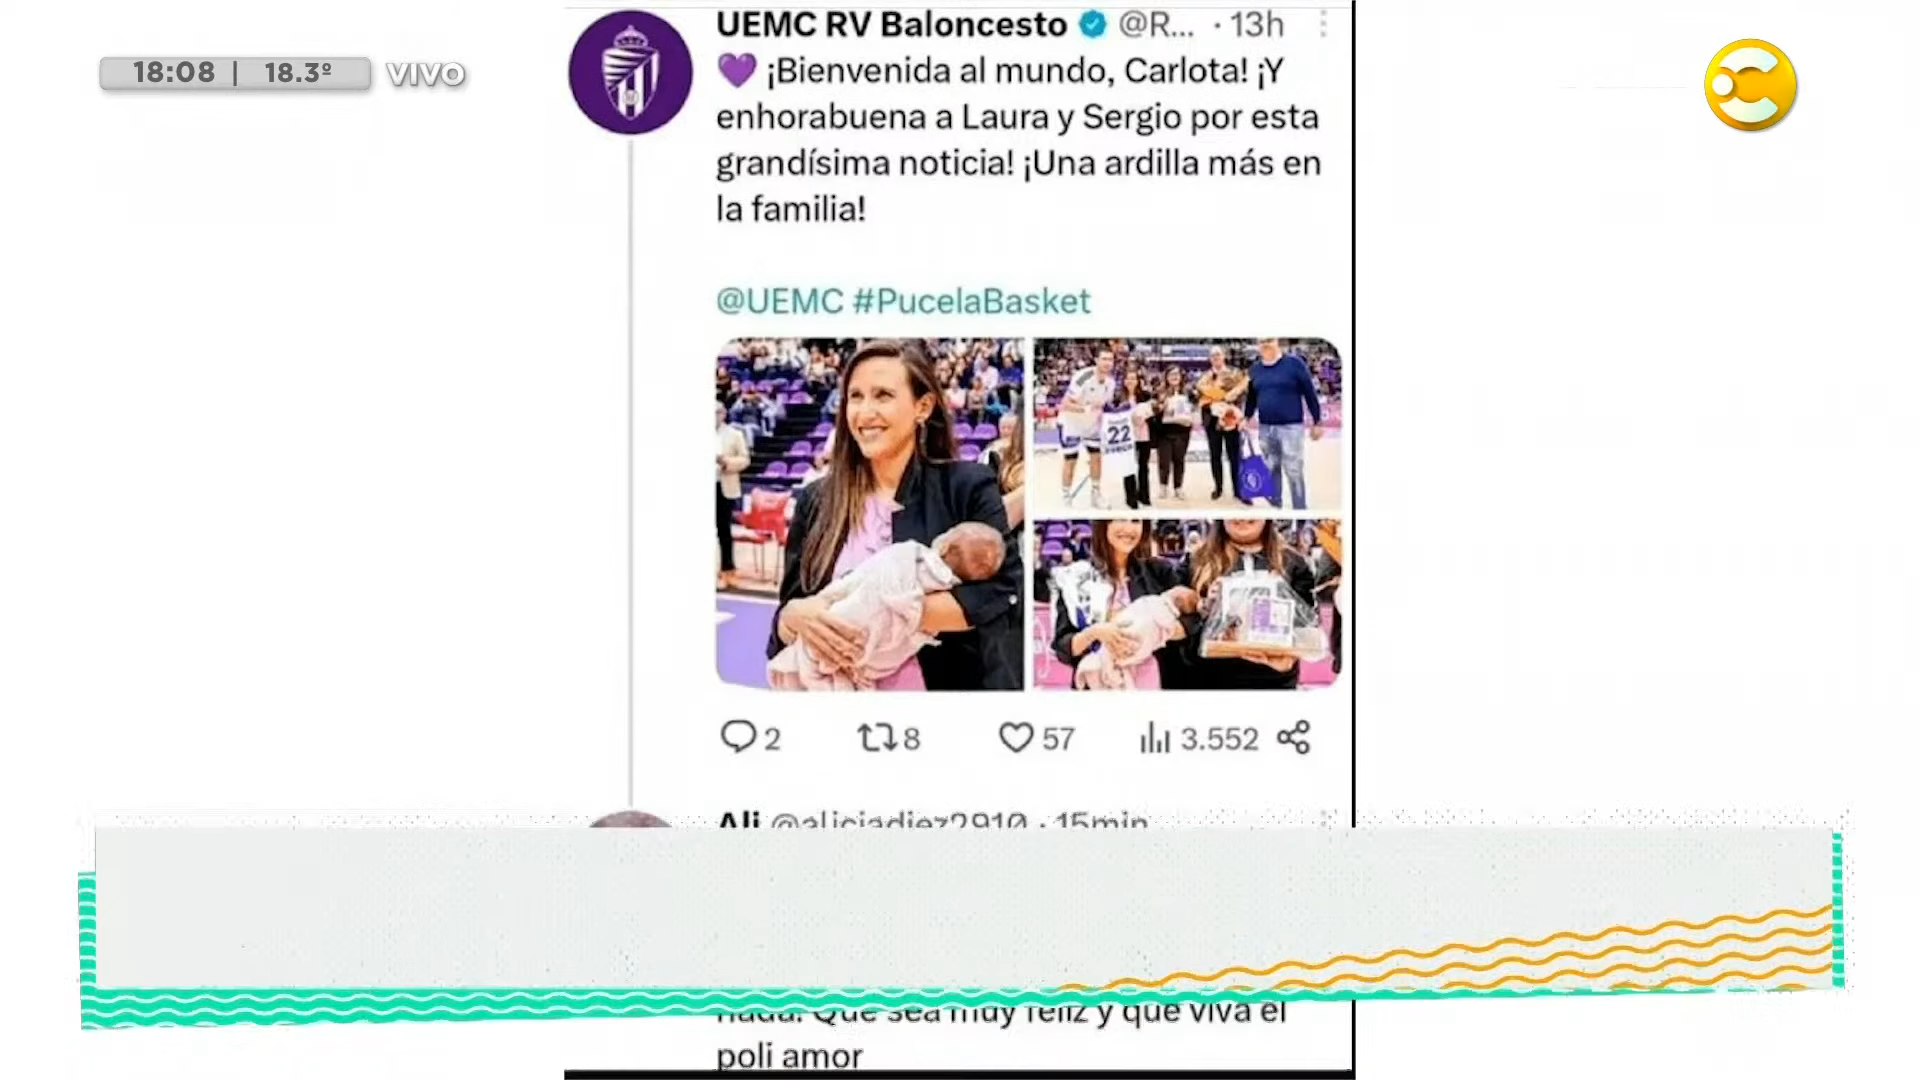 18:08 | 18.3º VIVO
UEMC RV Baloncesto @R... · 13h
💜 ¡Bienvenida al mundo, Carlota! ¡Y
enhorabuena a Laura y Sergio por esta
grandísima noticia! ¡Una ardilla más en
la familia!
@UEMC #PucelaBasket
22
2 8 57 3.552
Ali @aliciadiez2910 · 15min
nada! Que sea muy feliz y que viva el
poli amor